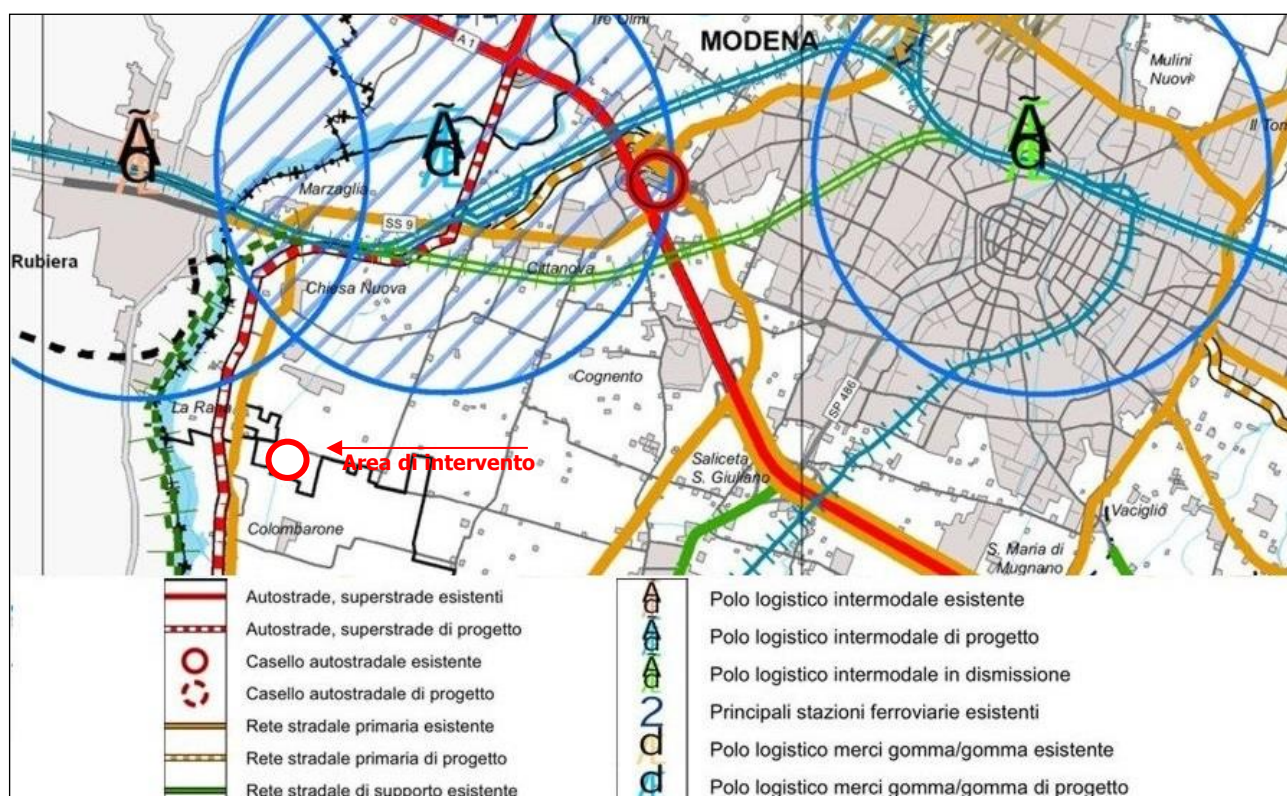 Tre Olmi
A 1
MODENA
Mulini
Nuovi
Marzaglia
SS 9
Rubiera
Cittanova
Chiesa Nuova
Cognento
SP 486
La Rana
Area di intervento
Saliceta
S. Giuliano
Colombarone
Vaciglio
S. Maria di
Mugnano
Autostrade, superstrade esistenti
Autostrade, superstrade di progetto
Casello autostradale esistente
Casello autostradale di progetto
Rete stradale primaria esistente
Rete stradale primaria di progetto
Rete stradale di supporto esistente
Polo logistico intermodale esistente
Polo logistico intermodale di progetto
Polo logistico intermodale in dismissione
2 Principali stazioni ferroviarie esistenti
d Polo logistico merci gomma/gomma esistente
d Polo logistico merci gomma/gomma di progetto